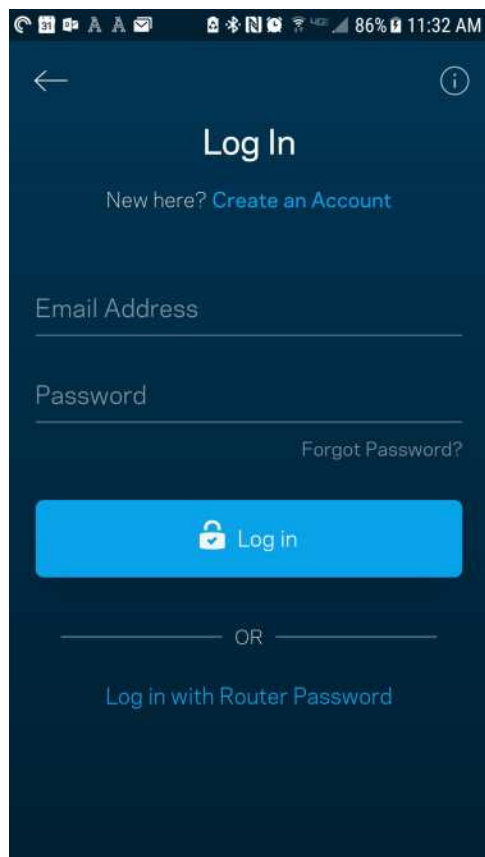 31 86% 11:32 AM
Log In
New here? Create an Account
Email Address
Password
Forgot Password?
Log in
OR
Log in with Router Password